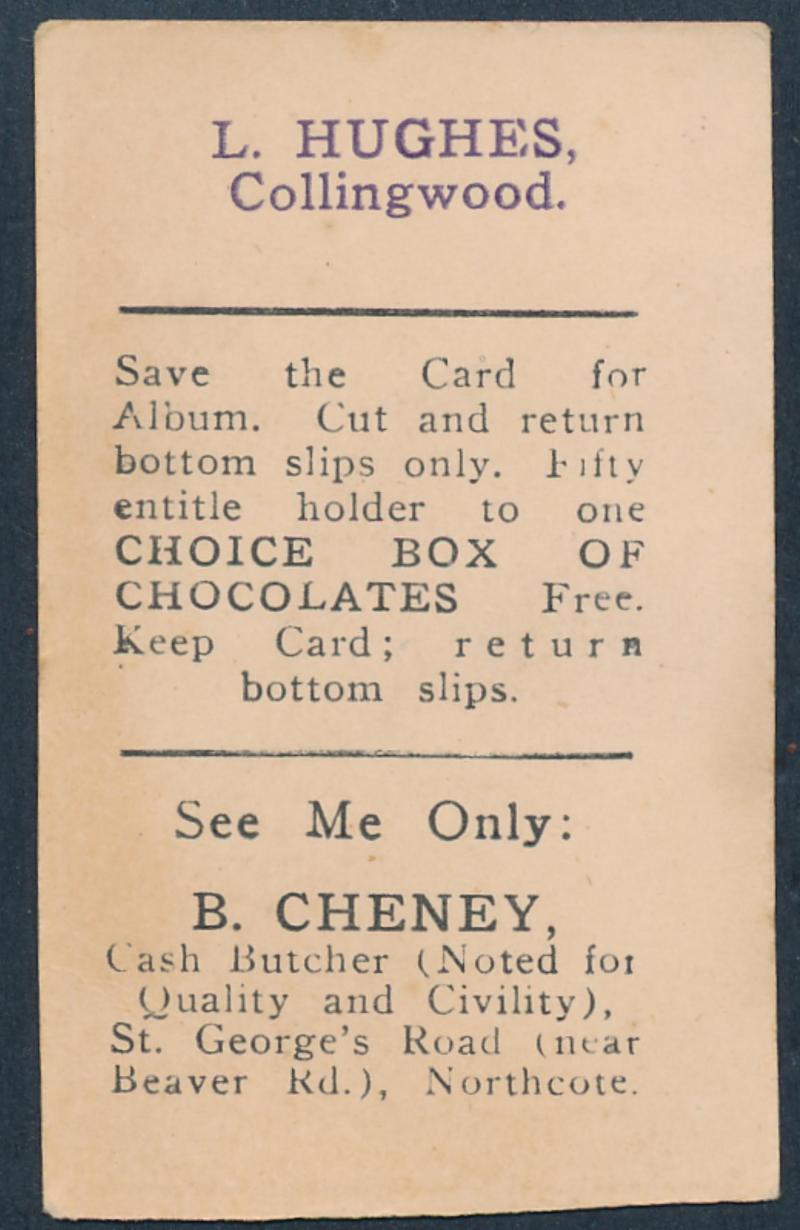 L. HUGHES,
Collingwood.
Save the Card for
Album. Cut and return
bottom slips only. Fifty
entitle holder to one
CHOICE BOX OF
CHOCOLATES Free.
Keep Card; return
bottom slips.
See Me Only:
B. CHENEY,
Cash Butcher (Noted for
Quality and Civility),
St. George's Road (near
Beaver Rd.), Northcote.